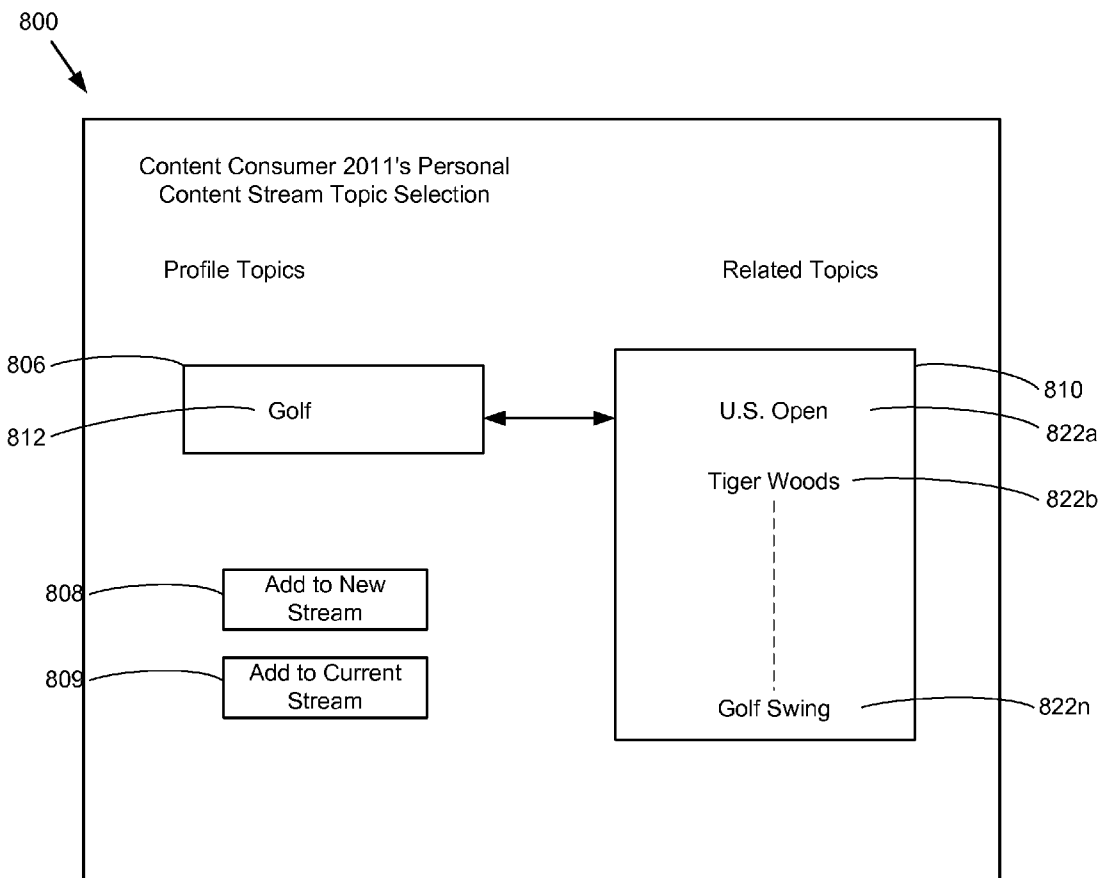 800
Content Consumer 2011's Personal
Content Stream Topic Selection
Profile Topics
Related Topics
806
Golf
812
810
U.S. Open
822a
Tiger Woods
822b
808
Add to New
Stream
809
Add to Current
Stream
Golf Swing
822n